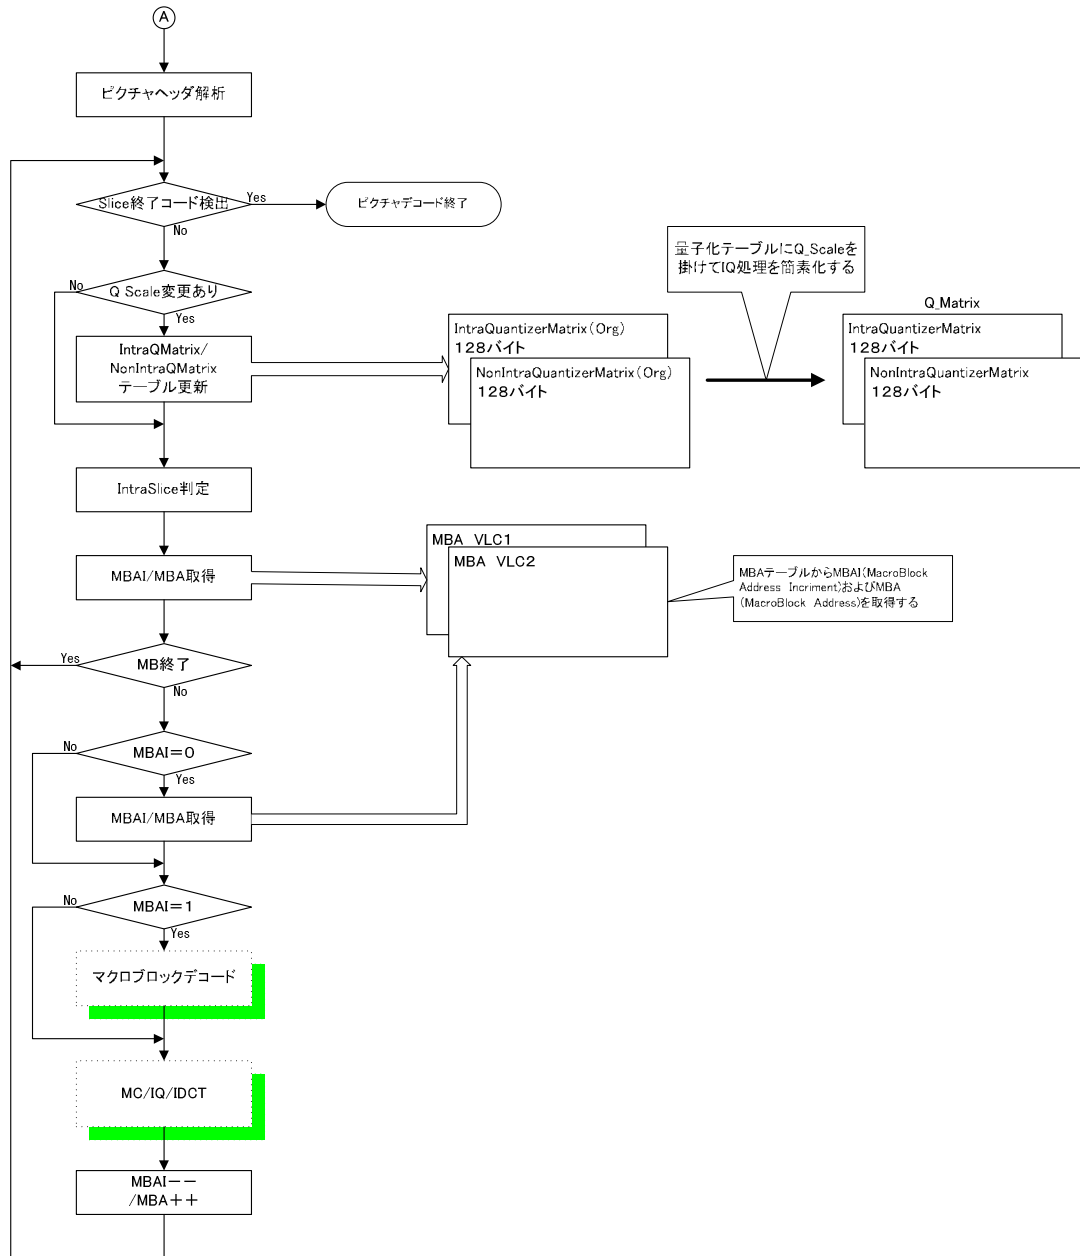 A
ピクチャヘッダ解析
Slice終了コード検出
Yes
ピクチャデコード終了
No
Q Scale変更あり
No
Yes
IntraQMatrix/
NonIntraQMatrix
テーブル更新
IntraQuantizerMatrix(Org)
128バイト
NonIntraQuantizerMatrix(Org)
128バイト
量子化テーブルにQ_Scaleを
掛けてIQ処理を簡素化する
Q_Matrix
IntraQuantizerMatrix
128バイト
NonIntraQuantizerMatrix
128バイト
IntraSlice判定
MBAI/MBA取得
MBA VLC1
MBA VLC2
MBAテーブルからMBAI(MacroBlock
Address Incriment)およびMBA
(MacroBlock Address)を取得する
Yes
MB終了
No
No
MBAI=0
Yes
MBAI/MBA取得
No
MBAI=1
Yes
マクロブロックデコード
MC/IQ/IDCT
MBAI--
/MBA++